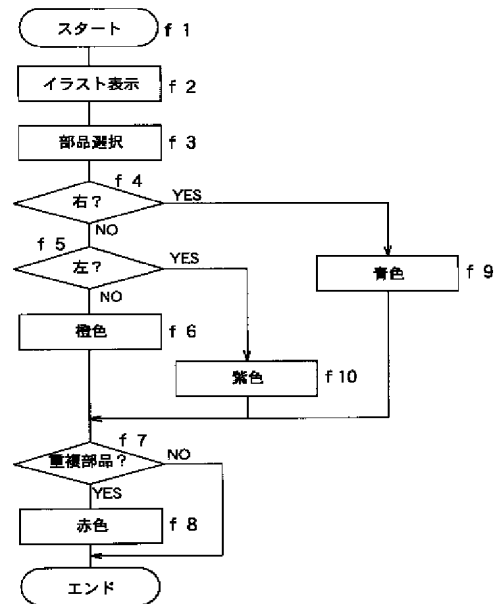 スタート f 1
イラスト表示 f 2
部品選択 f 3
f 4
右? YES
NO
f 5
左? YES
NO
青色 f 9
橙色 f 6
紫色 f 10
f 7
重複部品? NO
YES
赤色 f 8
エンド